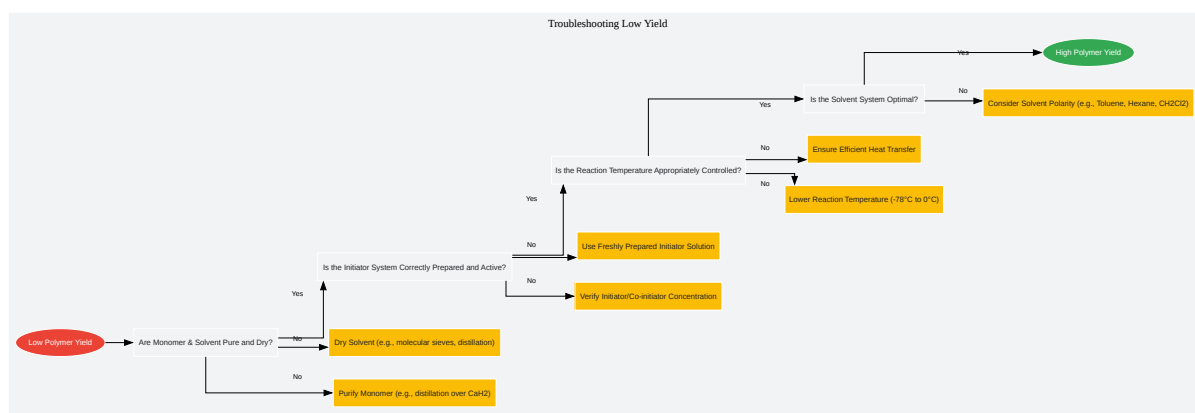 Troubleshooting Low Yield
Yes
High Polymer Yield
Is the Solvent System Optimal?
No
Consider Solvent Polarity (e.g., Toluene, Hexane, CH2Cl2)
Yes
No
Ensure Efficient Heat Transfer
Is the Reaction Temperature Appropriately Controlled?
No
Lower Reaction Temperature (-78°C to 0°C)
Yes
No
Use Freshly Prepared Initiator Solution
Is the Initiator System Correctly Prepared and Active?
No
Verify Initiator/Co-initiator Concentration
Yes
Low Polymer Yield
Are Monomer & Solvent Pure and Dry?
No
Dry Solvent (e.g., molecular sieves, distillation)
No
Purify Monomer (e.g., distillation over CaH2)